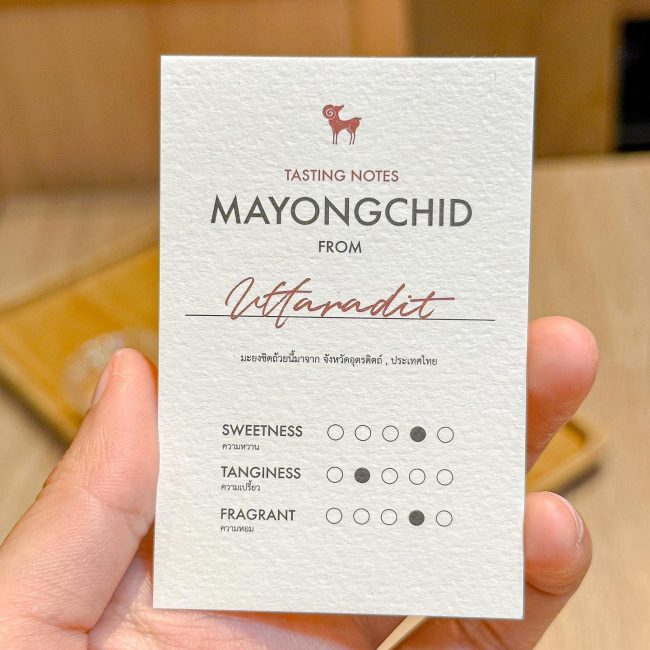 TASTING NOTES
MAYONGCHID
FROM
Uttaradit
มะยงชิดถ้วยนี้มาจาก จังหวัดอุตรดิตถ์ , ประเทศไทย
SWEETNESS
ความหวาน
TANGINESS
ความเปรี้ยว
FRAGRANT
ความหอม